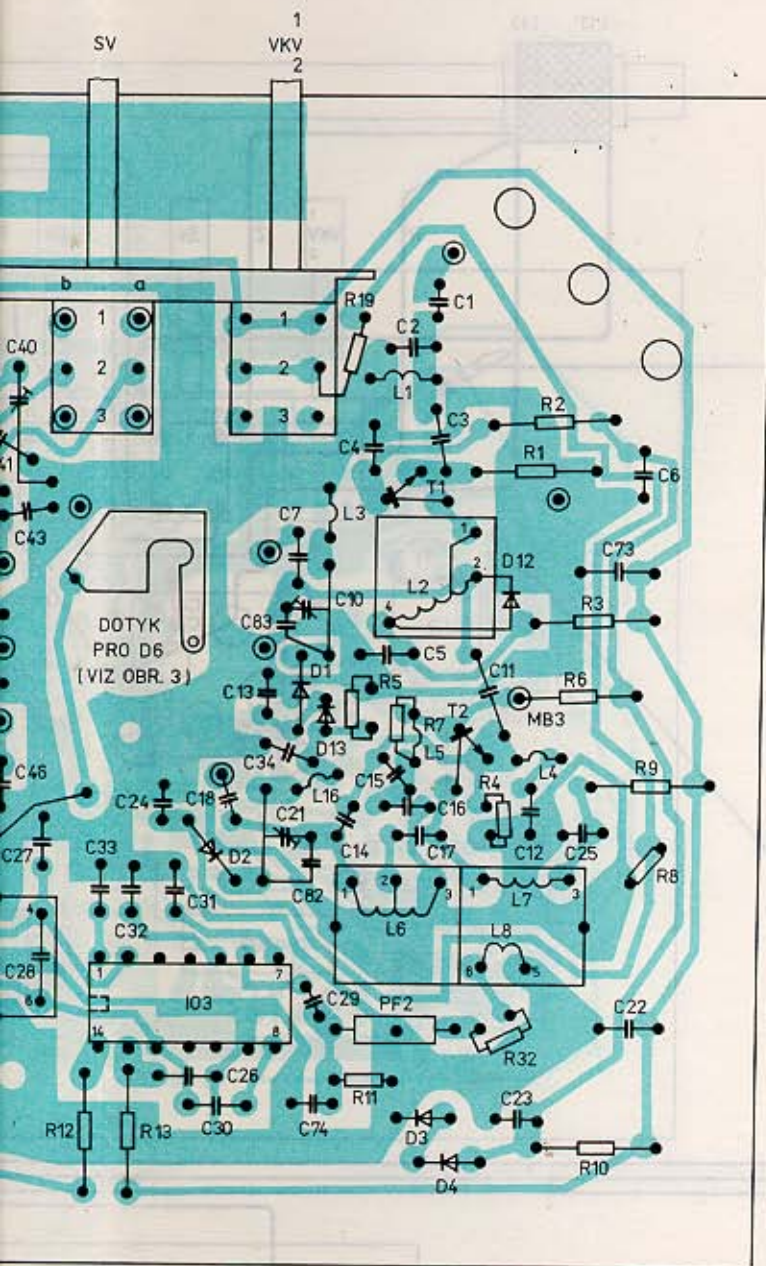 1
SV VKV
2
b a
1 1 R19 C1
C40 C2
2 2
L1
3 3 R2
C3
C4
R1
41 C6
T1
L3
C43 C7 1
2 D12 C73
L2
C10
4
C83 R3
DOTYK
PRO D6
(VIZ OBR. 3)
C5
D1 C11
R5 R6
C13 T2
R7 MB3
D13
C34 L5
C46 C15 L4
L16 R4 R9
C24 C18
C21 C16
C27 C14 C17 C12 C25
D2
C33 C82 R8
1 2 3 1 L7 3
C31
4 C32 L6 L8
C28 6 5
1 7
6 IO3 C29 PF2 C22
14 8
R32
C26
R11
C23
R12 R13 C30 C74
D3
R10
D4